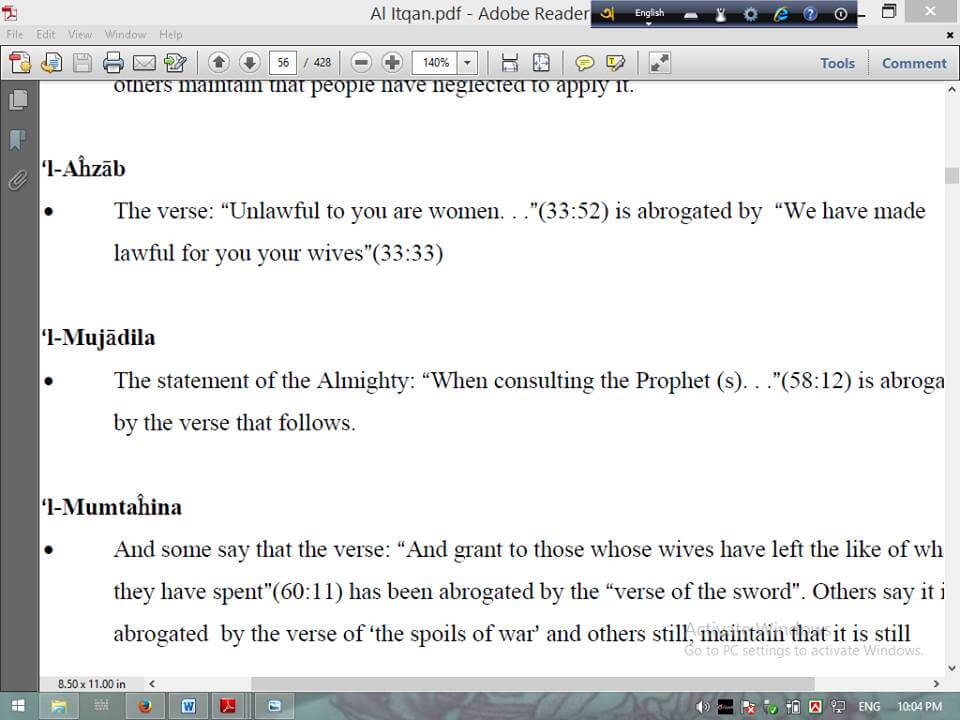 Al Itqan.pdf - Adobe Reader
English
File Edit View Window Help
56 / 428
140%
Tools
Comment
others maintain that people have neglected to apply it.
‘l-Aĥzāb
• The verse: “Unlawful to you are women. . .”(33:52) is abrogated by “We have made
lawful for you your wives”(33:33)
‘l-Mujādila
• The statement of the Almighty: “When consulting the Prophet (s). . .”(58:12) is abroga
by the verse that follows.
‘l-Mumtaĥina
• And some say that the verse: “And grant to those whose wives have left the like of wh
they have spent”(60:11) has been abrogated by the “verse of the sword”. Others say it i
abrogated by the verse of ‘the spoils of war’ and others still, maintain that it is still
Activate Windows
Go to PC settings to activate Windows.
8.50 x 11.00 in
ENG 10:04 PM